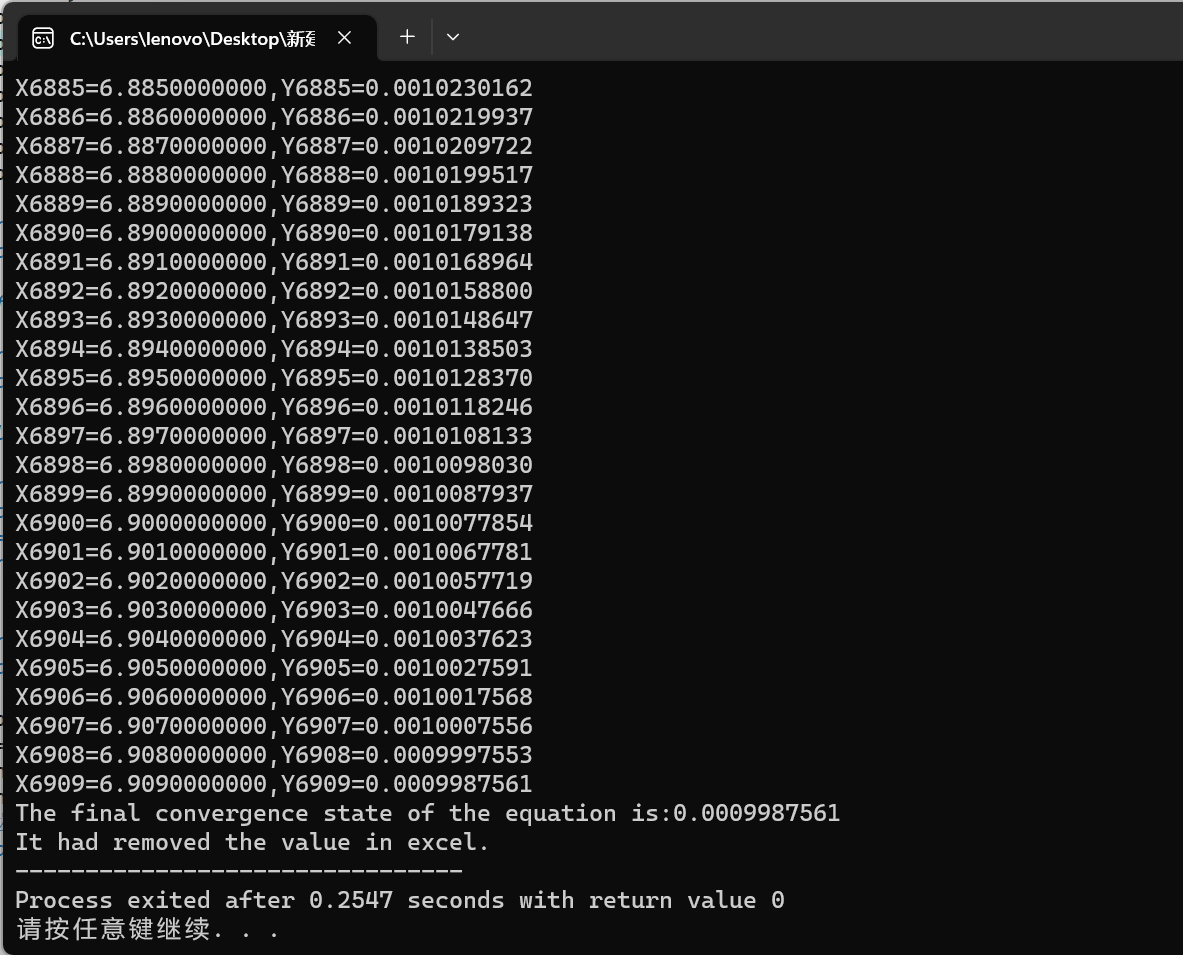 C:\Users\lenovo\Desktop\新建
X6885=6.8850000000,Y6885=0.0010230162
X6886=6.8860000000,Y6886=0.0010219937
X6887=6.8870000000,Y6887=0.0010209722
X6888=6.8880000000,Y6888=0.0010199517
X6889=6.8890000000,Y6889=0.0010189323
X6890=6.8900000000,Y6890=0.0010179138
X6891=6.8910000000,Y6891=0.0010168964
X6892=6.8920000000,Y6892=0.0010158800
X6893=6.8930000000,Y6893=0.0010148647
X6894=6.8940000000,Y6894=0.0010138503
X6895=6.8950000000,Y6895=0.0010128370
X6896=6.8960000000,Y6896=0.0010118246
X6897=6.8970000000,Y6897=0.0010108133
X6898=6.8980000000,Y6898=0.0010098030
X6899=6.8990000000,Y6899=0.0010087937
X6900=6.9000000000,Y6900=0.0010077854
X6901=6.9010000000,Y6901=0.0010067781
X6902=6.9020000000,Y6902=0.0010057719
X6903=6.9030000000,Y6903=0.0010047666
X6904=6.9040000000,Y6904=0.0010037623
X6905=6.9050000000,Y6905=0.0010027591
X6906=6.9060000000,Y6906=0.0010017568
X6907=6.9070000000,Y6907=0.0010007556
X6908=6.9080000000,Y6908=0.0009997553
X6909=6.9090000000,Y6909=0.0009987561
The final convergence state of the equation is:0.0009987561
It had removed the value in excel.
--------------------------------
Process exited after 0.2547 seconds with return value 0
请按任意键继续. . .